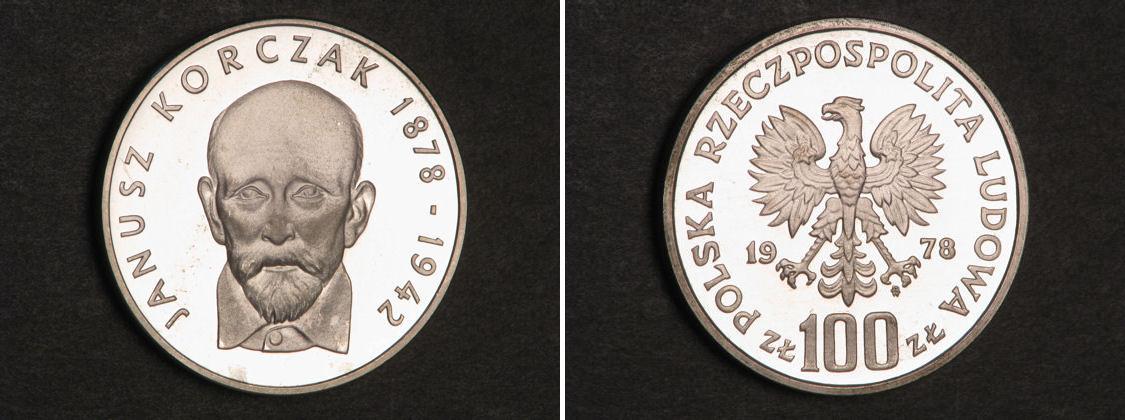 JANUSZ KORCZAK 1878 - 1942
POLSKA RZECZPOSPOLITA LUDOWA
19 78
zł 100 zł